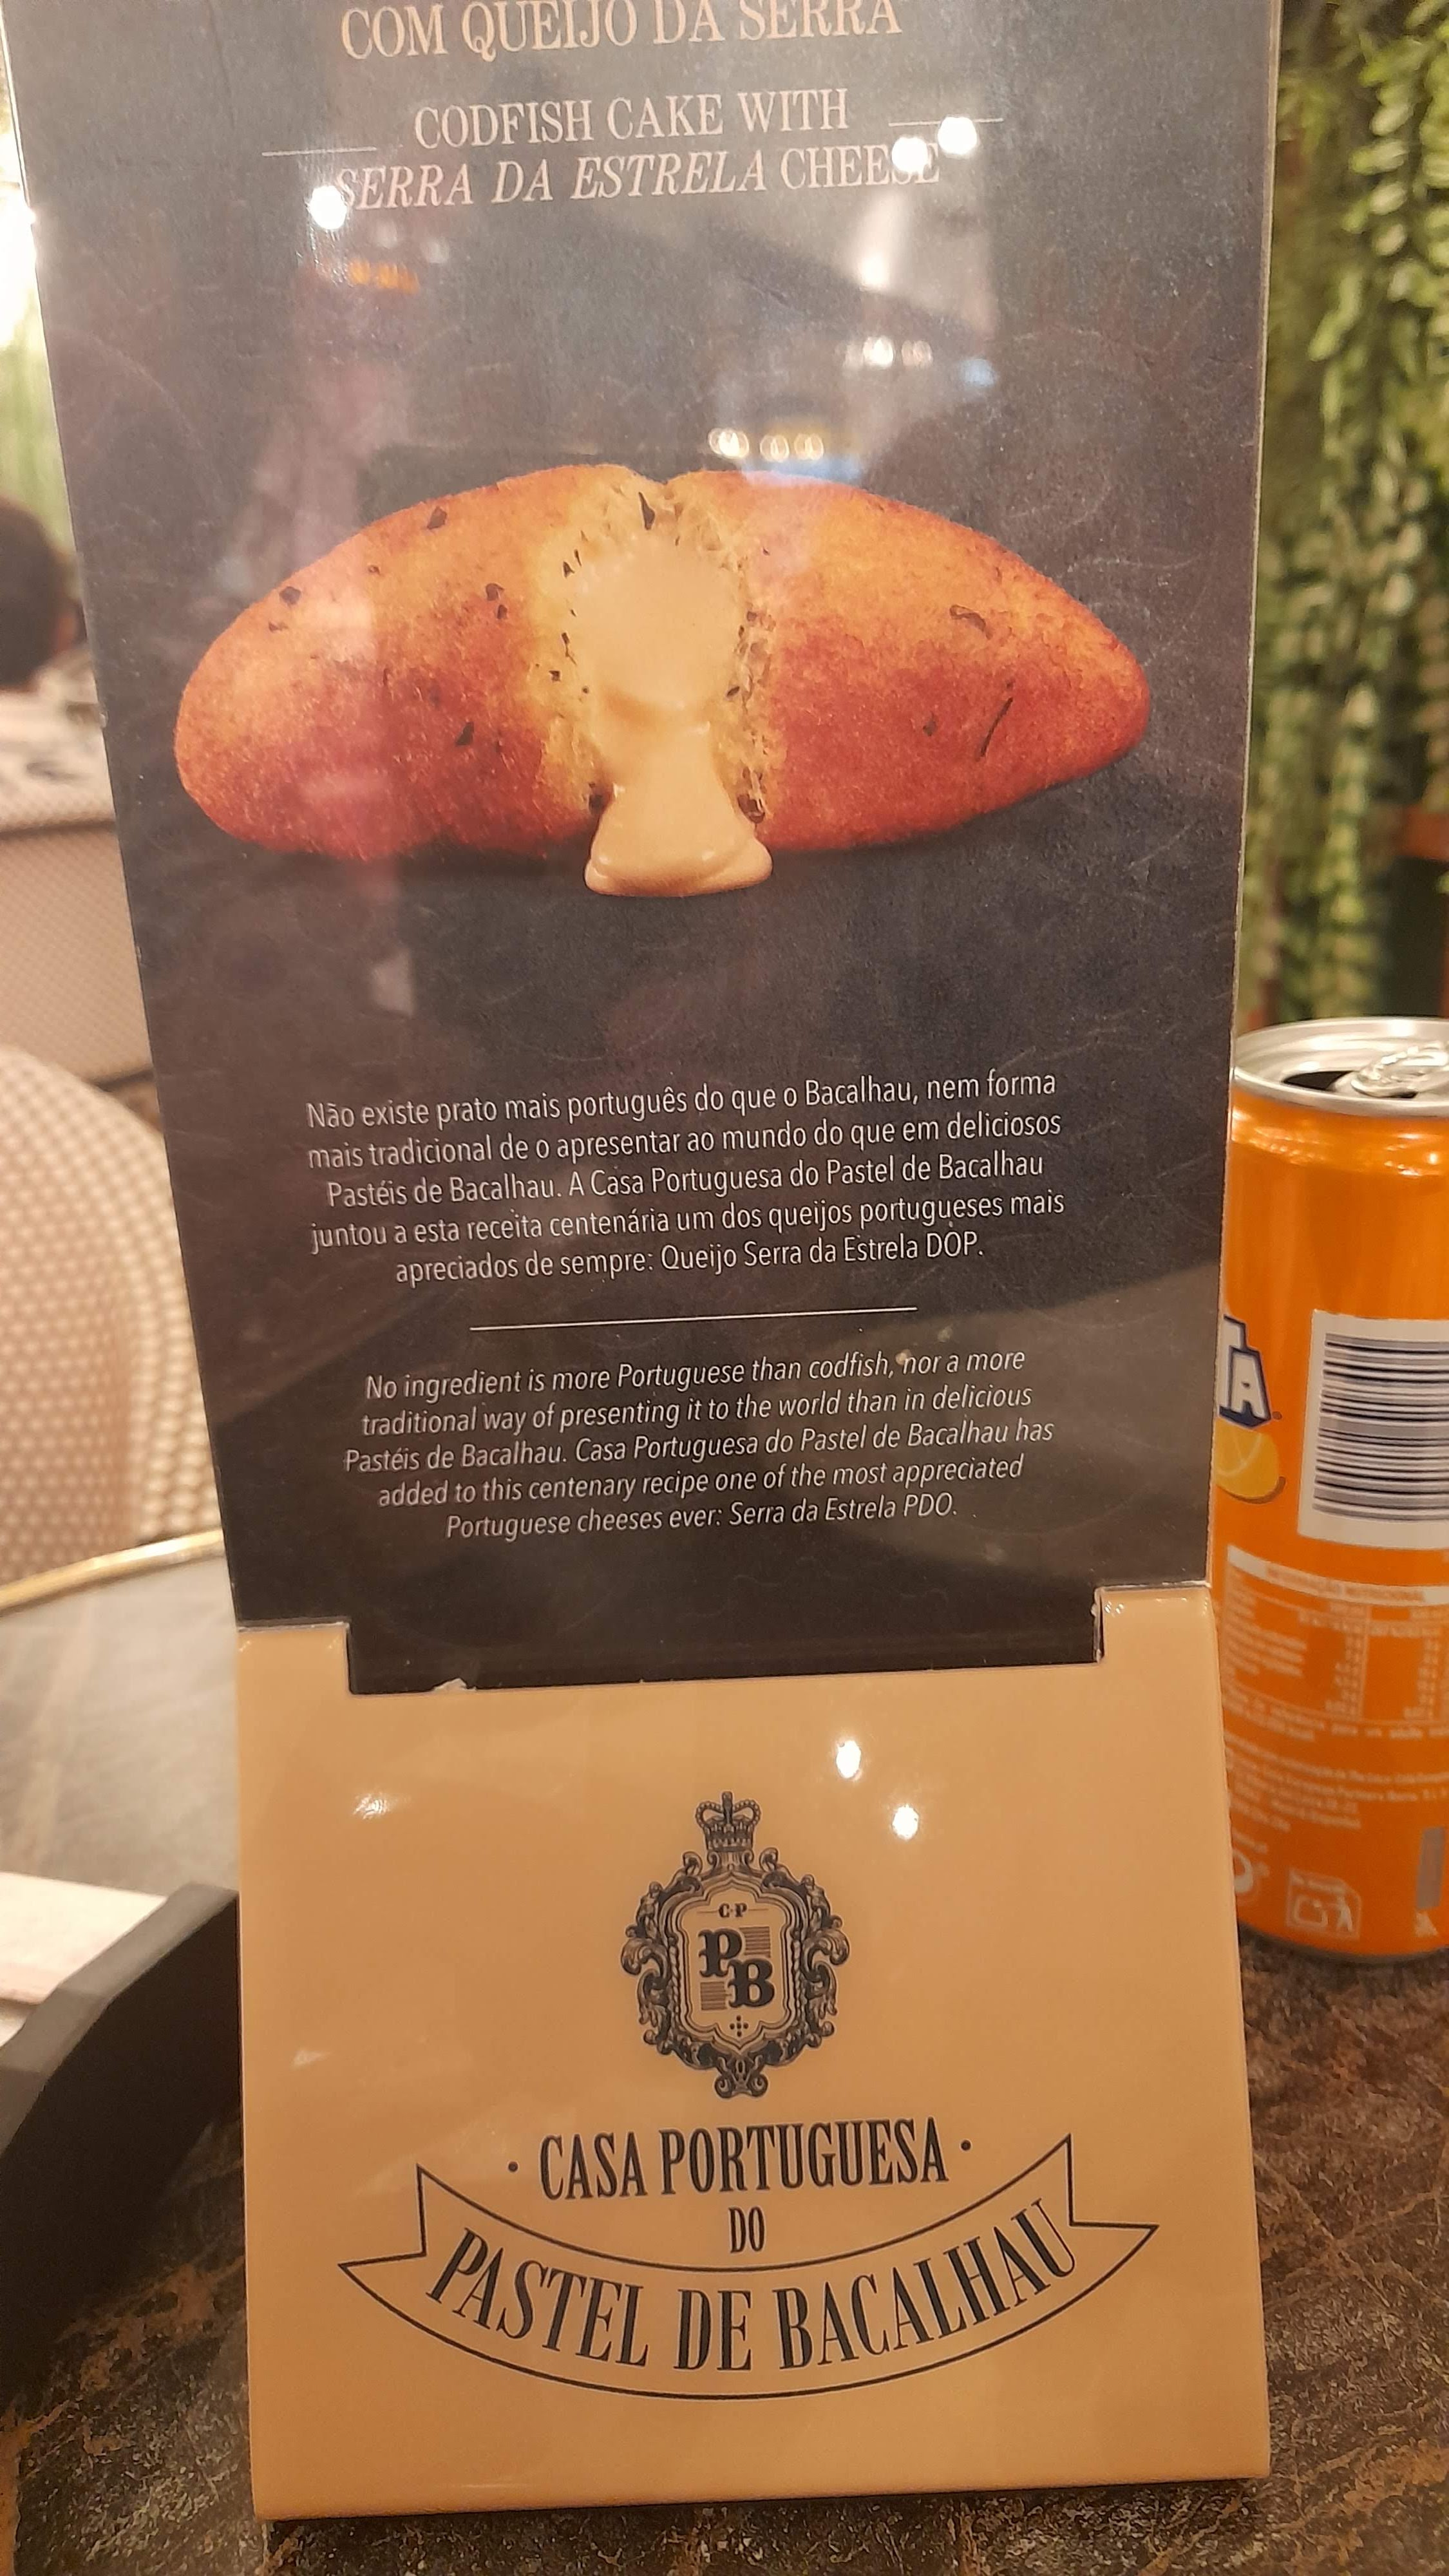 COM QUEIJO DA SERRA
CODFISH CAKE WITH
SERRA DA ESTRELA CHEESE
Não existe prato mais português do que o Bacalhau, nem forma
mais tradicional de o apresentar ao mundo do que em deliciosos
Pastéis de Bacalhau. A Casa Portuguesa do Pastel de Bacalhau
juntou a esta receita centenária um dos queijos portugueses mais
apreciados de sempre: Queijo Serra da Estrela DOP.
No ingredient is more Portuguese than codfish, nor a more
traditional way of presenting it to the world than in delicious
Pastéis de Bacalhau. Casa Portuguesa do Pastel de Bacalhau has
added to this centenary recipe one of the most appreciated
Portuguese cheeses ever: Serra da Estrela PDO.
TA
C·P
PB
· CASA PORTUGUESA ·
DO
PASTEL DE BACALHAU